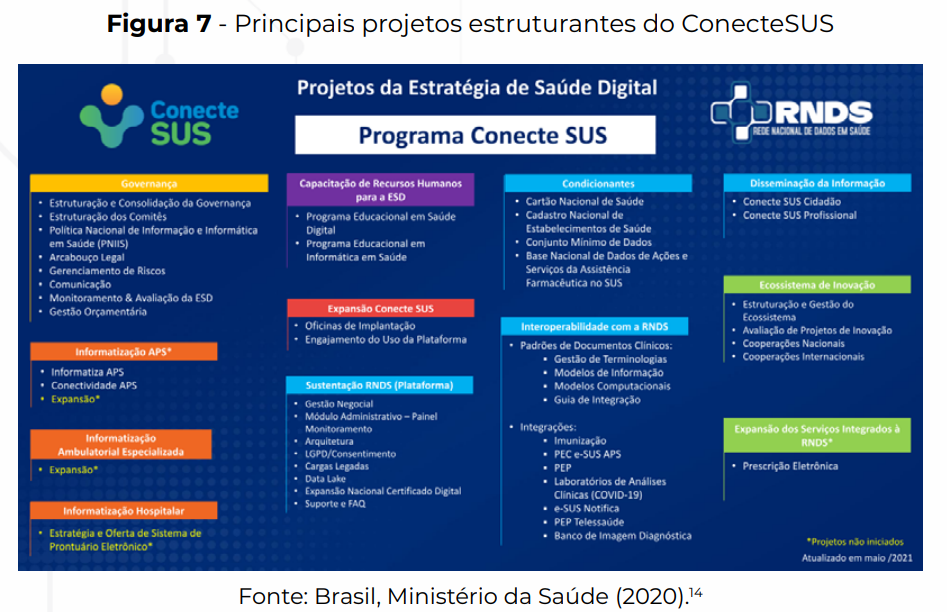 Figura 7 - Principais projetos estruturantes do ConecteSUS
Conecte
SUS
Projetos da Estratégia de Saúde Digital
Programa Conecte SUS
RNDS
REDE NACIONAL DE DADOS EM SAÚDE
Governança
• Estruturação e Consolidação da Governança
• Estruturação dos Comitês
• Política Nacional de Informação e Informática
em Saúde (PNIIS)
• Arcabouço Legal
• Gerenciamento de Riscos
• Comunicação
• Monitoramento & Avaliação da ESD
• Gestão Orçamentária
Informatização APS*
• Informatiza APS
• Conectividade APS
• Expansão*
Informatização
Ambulatorial Especializada
• Expansão*
Informatização Hospitalar
• Estratégia e Oferta de Sistema de
Prontuário Eletrônico*
Capacitação de Recursos Humanos
para a ESD
• Programa Educacional em Saúde
Digital
• Programa Educacional em
Informática em Saúde
Expansão Conecte SUS
• Oficinas de Implantação
• Engajamento do Uso da Plataforma
Sustentação RNDS (Plataforma)
• Gestão Negocial
• Módulo Administrativo – Painel
Monitoramento
• Arquitetura
• LGPD/Consentimento
• Cargas Legadas
• Data Lake
• Expansão Nacional Certificado Digital
• Suporte e FAQ
Condicionantes
• Cartão Nacional de Saúde
• Cadastro Nacional de
Estabelecimentos de Saúde
• Conjunto Mínimo de Dados
• Base Nacional de Dados de Ações e
Serviços da Assistência
Farmacêutica no SUS
Interoperabilidade com a RNDS
• Padrões de Documentos Clínicos:
▪ Gestão de Terminologias
▪ Modelos de Informação
▪ Modelos Computacionais
▪ Guia de Integração
• Integrações:
▪ Imunização
▪ PEC e-SUS APS
▪ PEP
▪ Laboratórios de Análises
Clínicas (COVID-19)
▪ e-SUS Notifica
▪ PEP Telessaúde
▪ Banco de Imagem Diagnóstica
Disseminação da Informação
• Conecte SUS Cidadão
• Conecte SUS Profissional
Ecossistema de Inovação
• Estruturação e Gestão do
Ecossistema
• Avaliação de Projetos de Inovação
• Cooperações Nacionais
• Cooperações Internacionais
Expansão dos Serviços Integrados à
RNDS*
• Prescrição Eletrônica
*Projetos não iniciados
Atualizado em maio /2021
Fonte: Brasil, Ministério da Saúde (2020).¹⁴